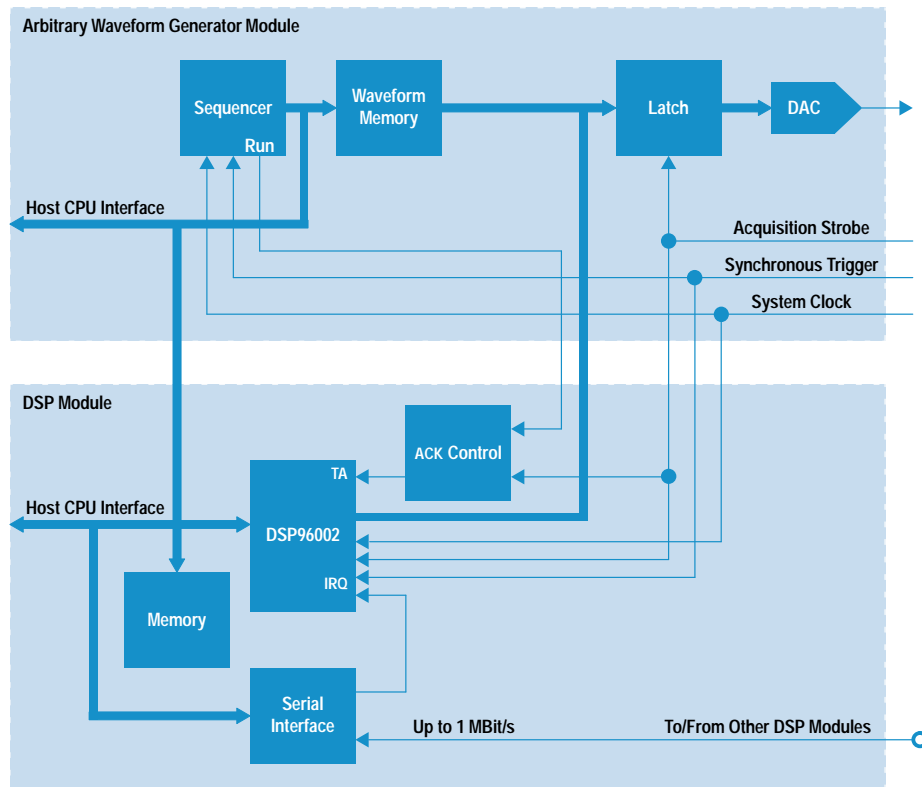 Arbitrary Waveform Generator Module
Sequencer
Run
Waveform
Memory
Latch
DAC
Host CPU Interface
Acquisition Strobe
Synchronous Trigger
System Clock
DSP Module
ACK Control
TA
Host CPU Interface
DSP96002
IRQ
Memory
Serial
Interface
Up to 1 MBit/s
To/From Other DSP Modules